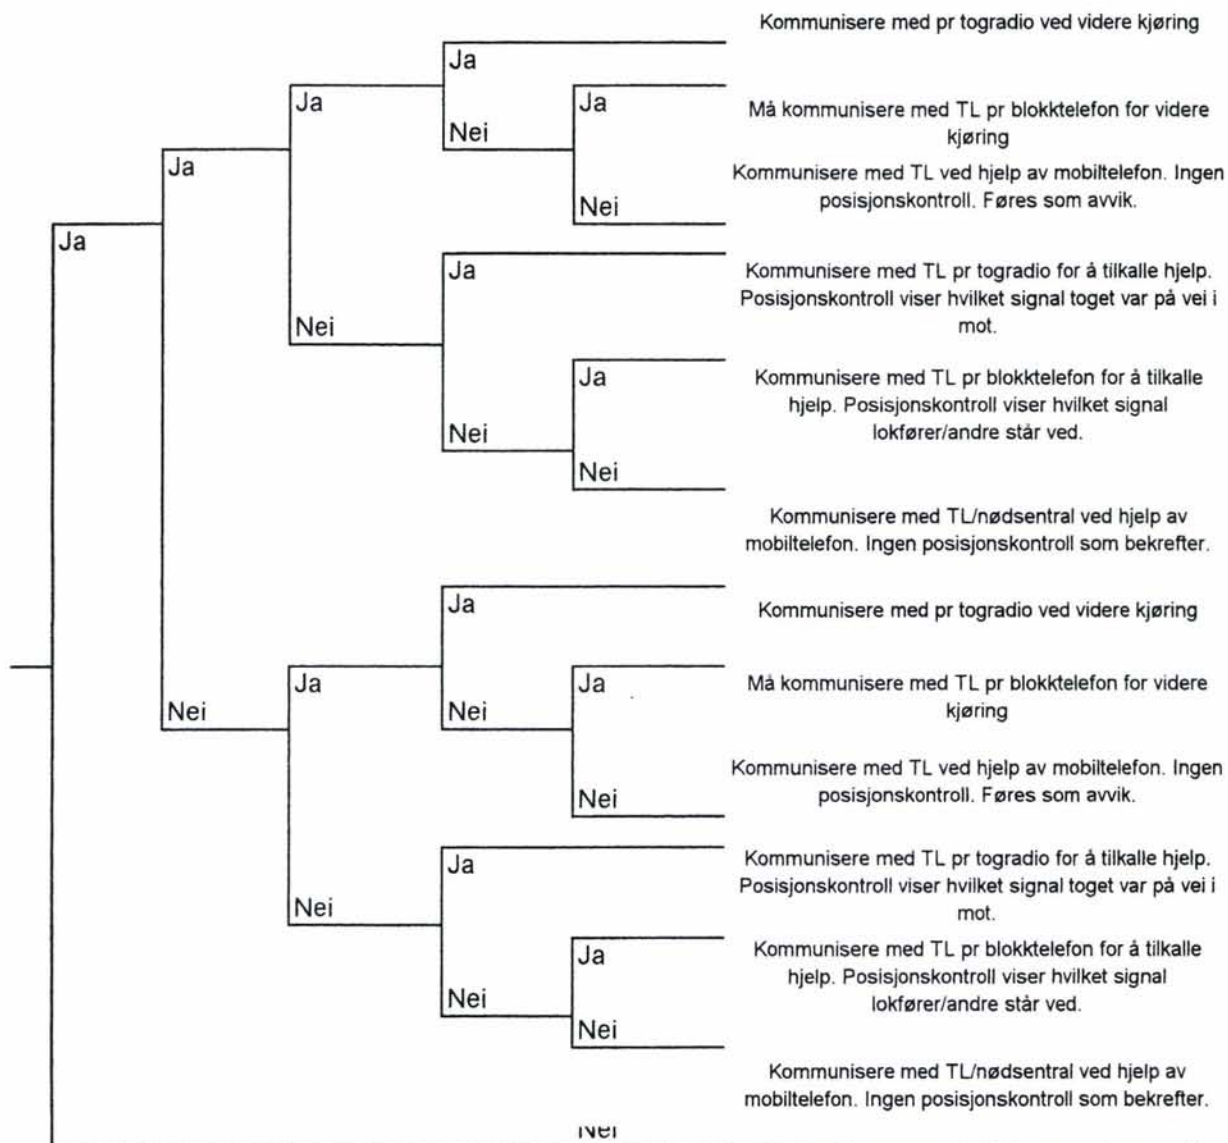 Kommunisere med pr togradio ved videre kjøring
Ja
Ja
Ja
Nei
Må kommunisere med TL pr blokktelefon for videre
kjøring
Ja
Kommunisere med TL ved hjelp av mobiltelefon. Ingen
posisjonskontroll. Føres som avvik.
Nei
Ja
Ja
Kommunisere med TL pr togradio for å tilkalle hjelp.
Posisjonskontroll viser hvilket signal toget var på vei i
mot.
Nei
Ja
Kommunisere med TL pr blokktelefon for å tilkalle
hjelp. Posisjonskontroll viser hvilket signal
lokfører/andre står ved.
Nei
Nei
Kommunisere med TL/nødsentral ved hjelp av
mobiltelefon. Ingen posisjonskontroll som bekrefter.
Ja
Kommunisere med pr togradio ved videre kjøring
Ja
Ja
Må kommunisere med TL pr blokktelefon for videre
kjøring
Nei
Nei
Kommunisere med TL ved hjelp av mobiltelefon. Ingen
posisjonskontroll. Føres som avvik.
Nei
Ja
Kommunisere med TL pr togradio for å tilkalle hjelp.
Posisjonskontroll viser hvilket signal toget var på vei i
mot.
Nei
Ja
Kommunisere med TL pr blokktelefon for å tilkalle
hjelp. Posisjonskontroll viser hvilket signal
lokfører/andre står ved.
Nei
Nei
Kommunisere med TL/nødsentral ved hjelp av
mobiltelefon. Ingen posisjonskontroll som bekrefter.
Nei